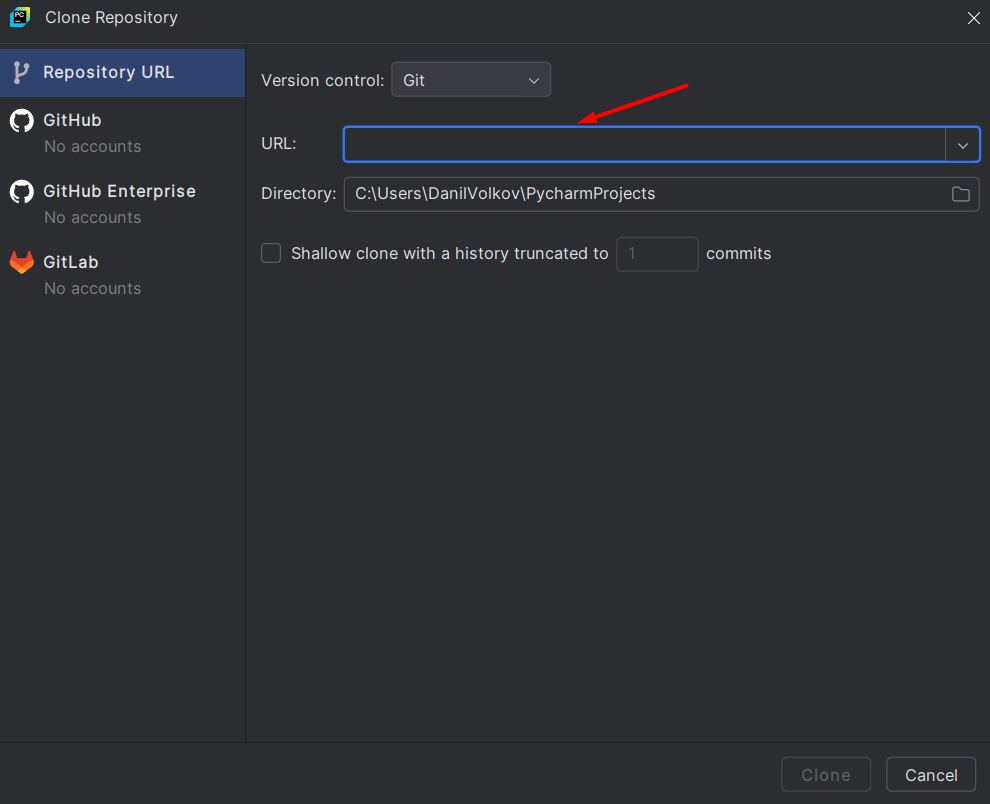 PC
Clone Repository
Repository URL
GitHub
No accounts
GitHub Enterprise
No accounts
GitLab
No accounts
Version control: Git
URL:
Directory: C:\Users\DanilVolkov\PycharmProjects
Shallow clone with a history truncated to 1 commits
Clone Cancel